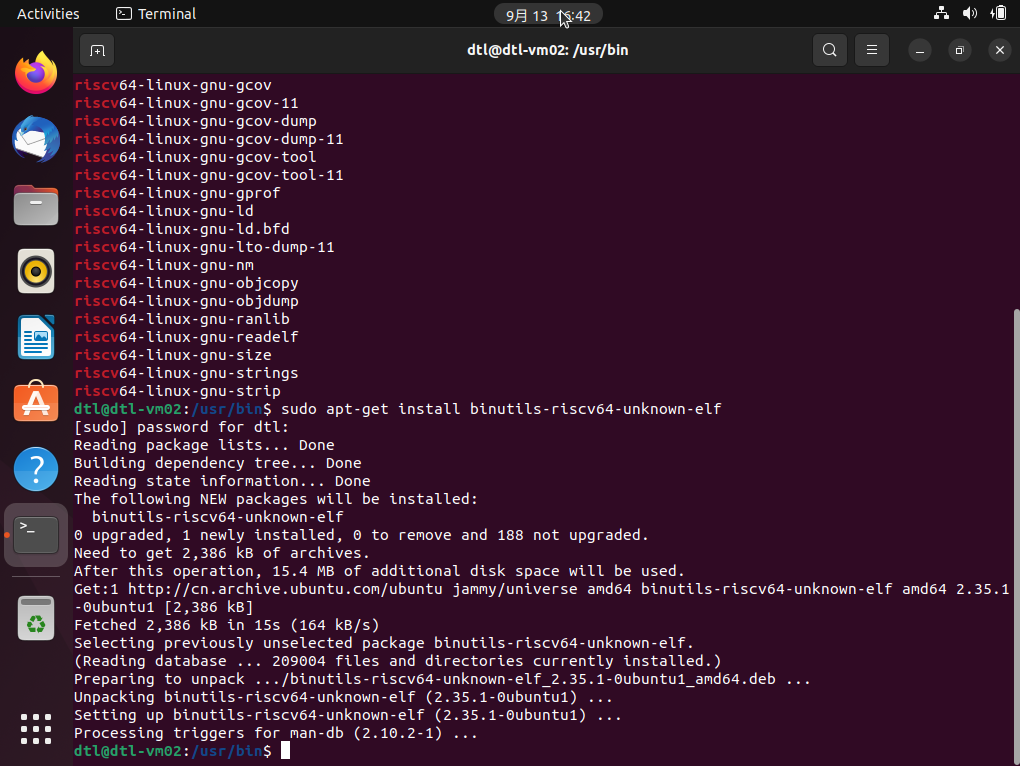 Activities
Terminal
9月 13 16:42
dtl@dtl-vm02: /usr/bin
riscv64-linux-gnu-gcov
riscv64-linux-gnu-gcov-11
riscv64-linux-gnu-gcov-dump
riscv64-linux-gnu-gcov-dump-11
riscv64-linux-gnu-gcov-tool
riscv64-linux-gnu-gcov-tool-11
riscv64-linux-gnu-gprof
riscv64-linux-gnu-ld
riscv64-linux-gnu-ld.bfd
riscv64-linux-gnu-lto-dump-11
riscv64-linux-gnu-nm
riscv64-linux-gnu-objcopy
riscv64-linux-gnu-objdump
riscv64-linux-gnu-ranlib
riscv64-linux-gnu-readelf
riscv64-linux-gnu-size
riscv64-linux-gnu-strings
riscv64-linux-gnu-strip
dtl@dtl-vm02:/usr/bin$ sudo apt-get install binutils-riscv64-unknown-elf
[sudo] password for dtl:
Reading package lists... Done
Building dependency tree... Done
Reading state information... Done
The following NEW packages will be installed:
  binutils-riscv64-unknown-elf
0 upgraded, 1 newly installed, 0 to remove and 188 not upgraded.
Need to get 2,386 kB of archives.
After this operation, 15.4 MB of additional disk space will be used.
Get:1 http://cn.archive.ubuntu.com/ubuntu jammy/universe amd64 binutils-riscv64-unknown-elf amd64 2.35.1
-0ubuntu1 [2,386 kB]
Fetched 2,386 kB in 15s (164 kB/s)
Selecting previously unselected package binutils-riscv64-unknown-elf.
(Reading database ... 209004 files and directories currently installed.)
Preparing to unpack .../binutils-riscv64-unknown-elf_2.35.1-0ubuntu1_amd64.deb ...
Unpacking binutils-riscv64-unknown-elf (2.35.1-0ubuntu1) ...
Setting up binutils-riscv64-unknown-elf (2.35.1-0ubuntu1) ...
Processing triggers for man-db (2.10.2-1) ...
dtl@dtl-vm02:/usr/bin$